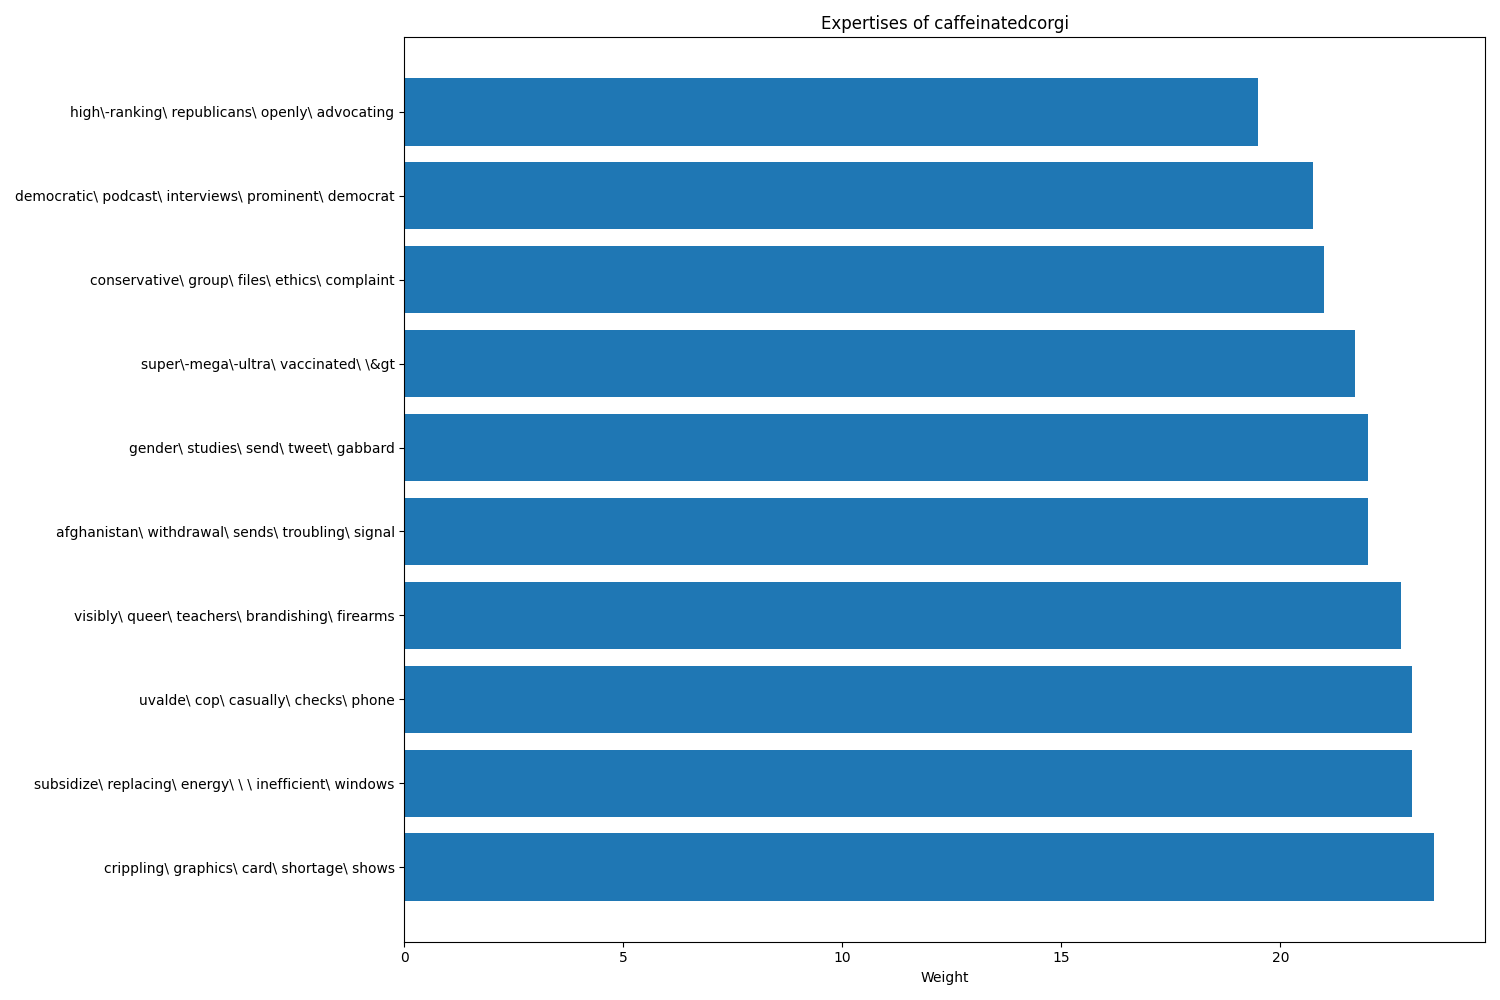 Expertises of caffeinatedcorgi
high\-ranking\ republicans\ openly\ advocating
democratic\ podcast\ interviews\ prominent\ democrat
conservative\ group\ files\ ethics\ complaint
super\-mega\-ultra\ vaccinated\ \&gt
gender\ studies\ send\ tweet\ gabbard
afghanistan\ withdrawal\ sends\ troubling\ signal
visibly\ queer\ teachers\ brandishing\ firearms
uvalde\ cop\ casually\ checks\ phone
subsidize\ replacing\ energy\ \ \ inefficient\ windows
crippling\ graphics\ card\ shortage\ shows
0 5 10 15 20
Weight